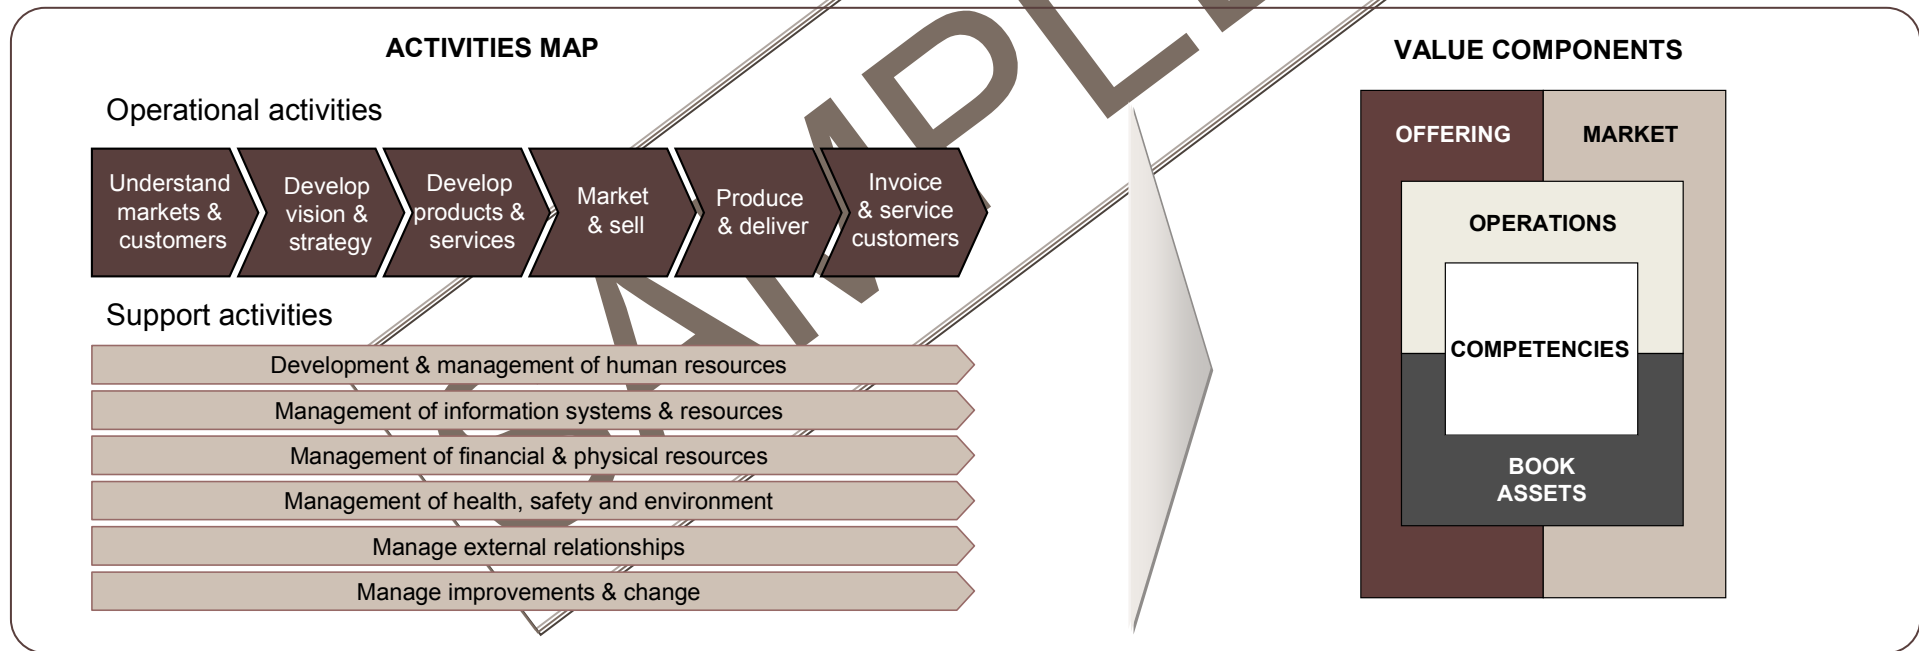 ACTIVITIES MAP
Operational activities
Understand
markets &
customers
Develop
vision &
strategy
Develop
products &
services
Market
& sell
Produce
& deliver
Invoice
& service
customers
Support activities
Development & management of human resources
Management of information systems & resources
Management of financial & physical resources
Management of health, safety and environment
Manage external relationships
Manage improvements & change
VALUE COMPONENTS
OFFERING
MARKET
OPERATIONS
COMPETENCIES
BOOK
ASSETS